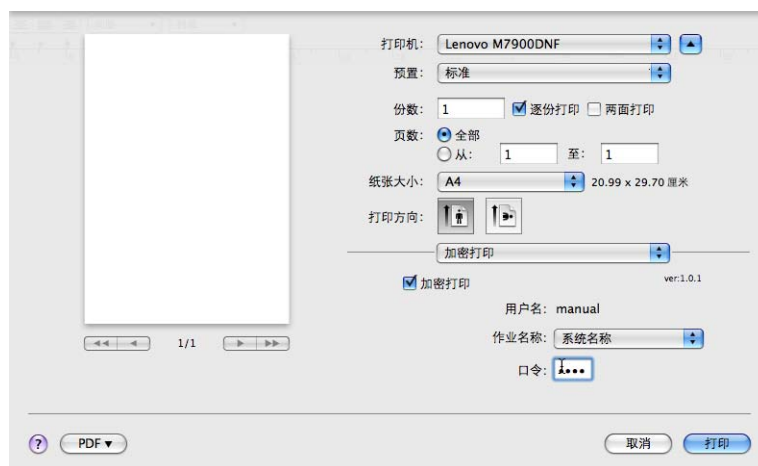 打印机: Lenovo M7900DNF
预置: 标准
份数: 1 逐份打印 两面打印
页数: 全部
从: 1 至: 1
纸张大小: A4 20.99 x 29.70 厘米
打印方向:
加密打印
加密打印 ver:1.0.1
用户名: manual
作业名称: 系统名称
口令:
1/1
? PDF 取消 打印